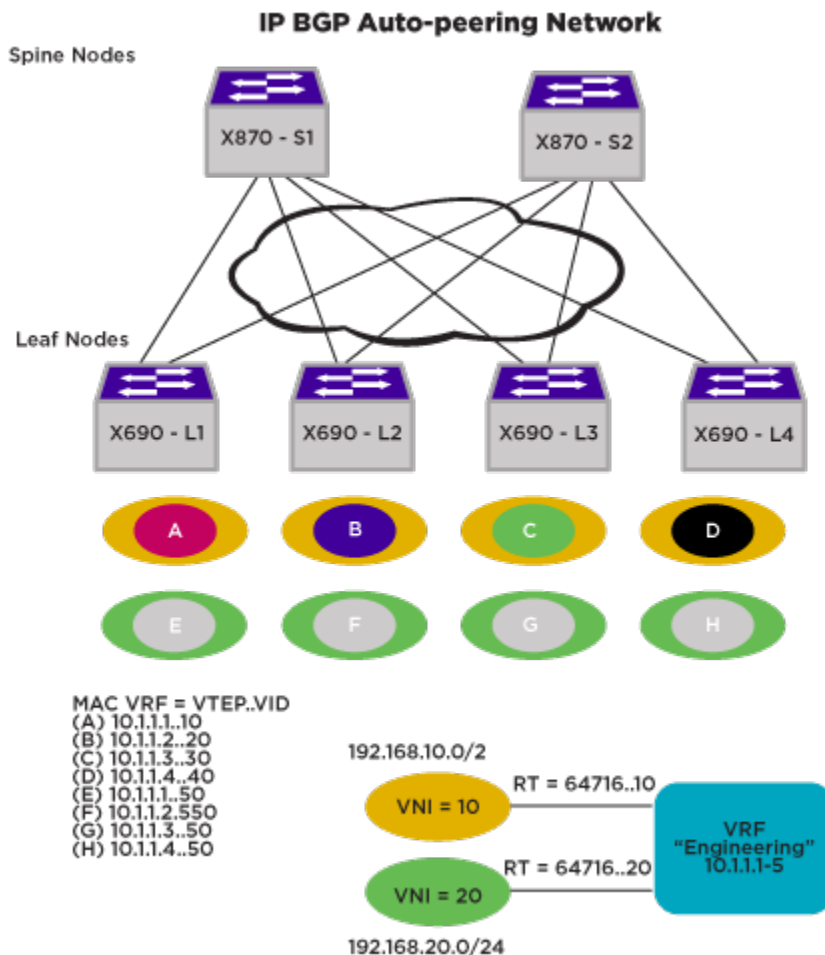 IP BGP Auto-peering Network
Spine Nodes
X870 - S1
X870 - S2
Leaf Nodes
X690 - L1
X690 - L2
X690 - L3
X690 - L4
A
B
C
D
E
F
G
H
MAC VRF = VTEP..VID
(A) 10.1.1.1..10
(B) 10.1.1.2..20
(C) 10.1.1.3..30
(D) 10.1.1.4..40
(E) 10.1.1.1..50
(F) 10.1.1.2.550
(G) 10.1.1.3..50
(H) 10.1.1.4..50
192.168.10.0/2
VNI = 10
RT = 64716..10
VRF
"Engineering"
10.1.1.1-5
RT = 64716..20
VNI = 20
192.168.20.0/24